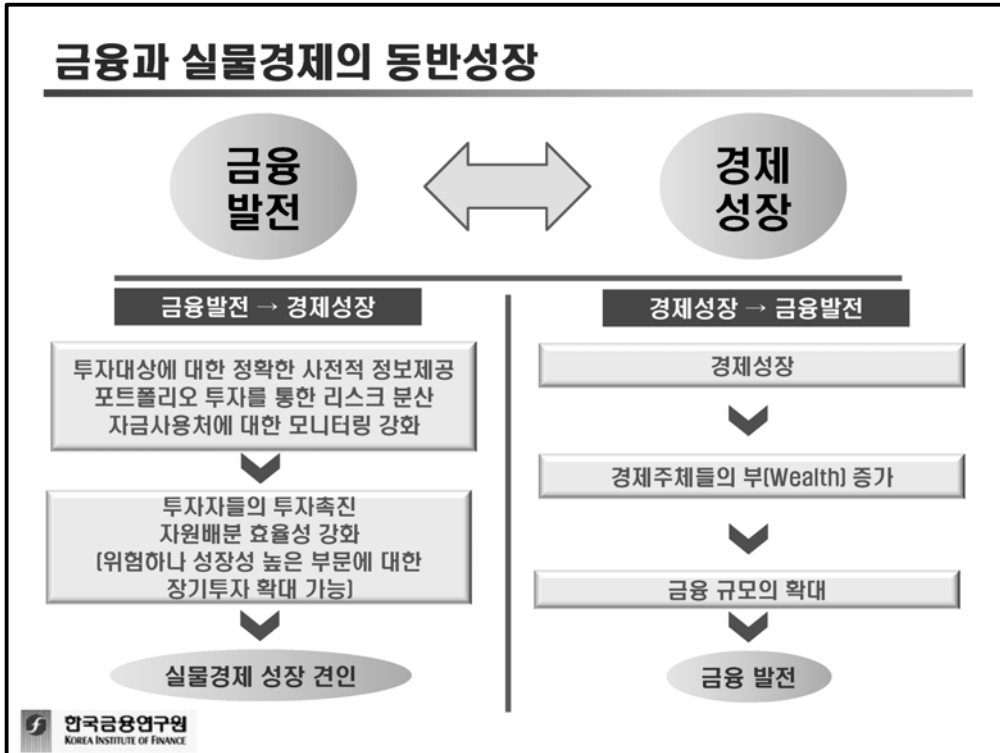 금융과 실물경제의 동반성장
금융
발전
경제
성장
금융발전 → 경제성장
투자대상에 대한 정확한 사전적 정보제공
포트폴리오 투자를 통한 리스크 분산
자금사용처에 대한 모니터링 강화
투자자들의 투자촉진
자원배분 효율성 강화
(위험하나 성장성 높은 부문에 대한
장기투자 확대 가능)
실물경제 성장 견인
경제성장 → 금융발전
경제성장
경제주체들의 부(Wealth) 증가
금융 규모의 확대
금융 발전
한국금융연구원
KOREA INSTITUTE OF FINANCE